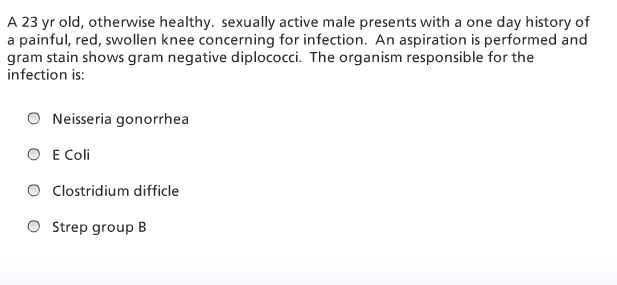 A 23 yr old, otherwise healthy. sexually active male presents with a one day history of
a painful, red, swollen knee concerning for infection. An aspiration is performed and
gram stain shows gram negative diplococci. The organism responsible for the
infection is:
Neisseria gonorrhea
E Coli
Clostridium difficle
Strep group B